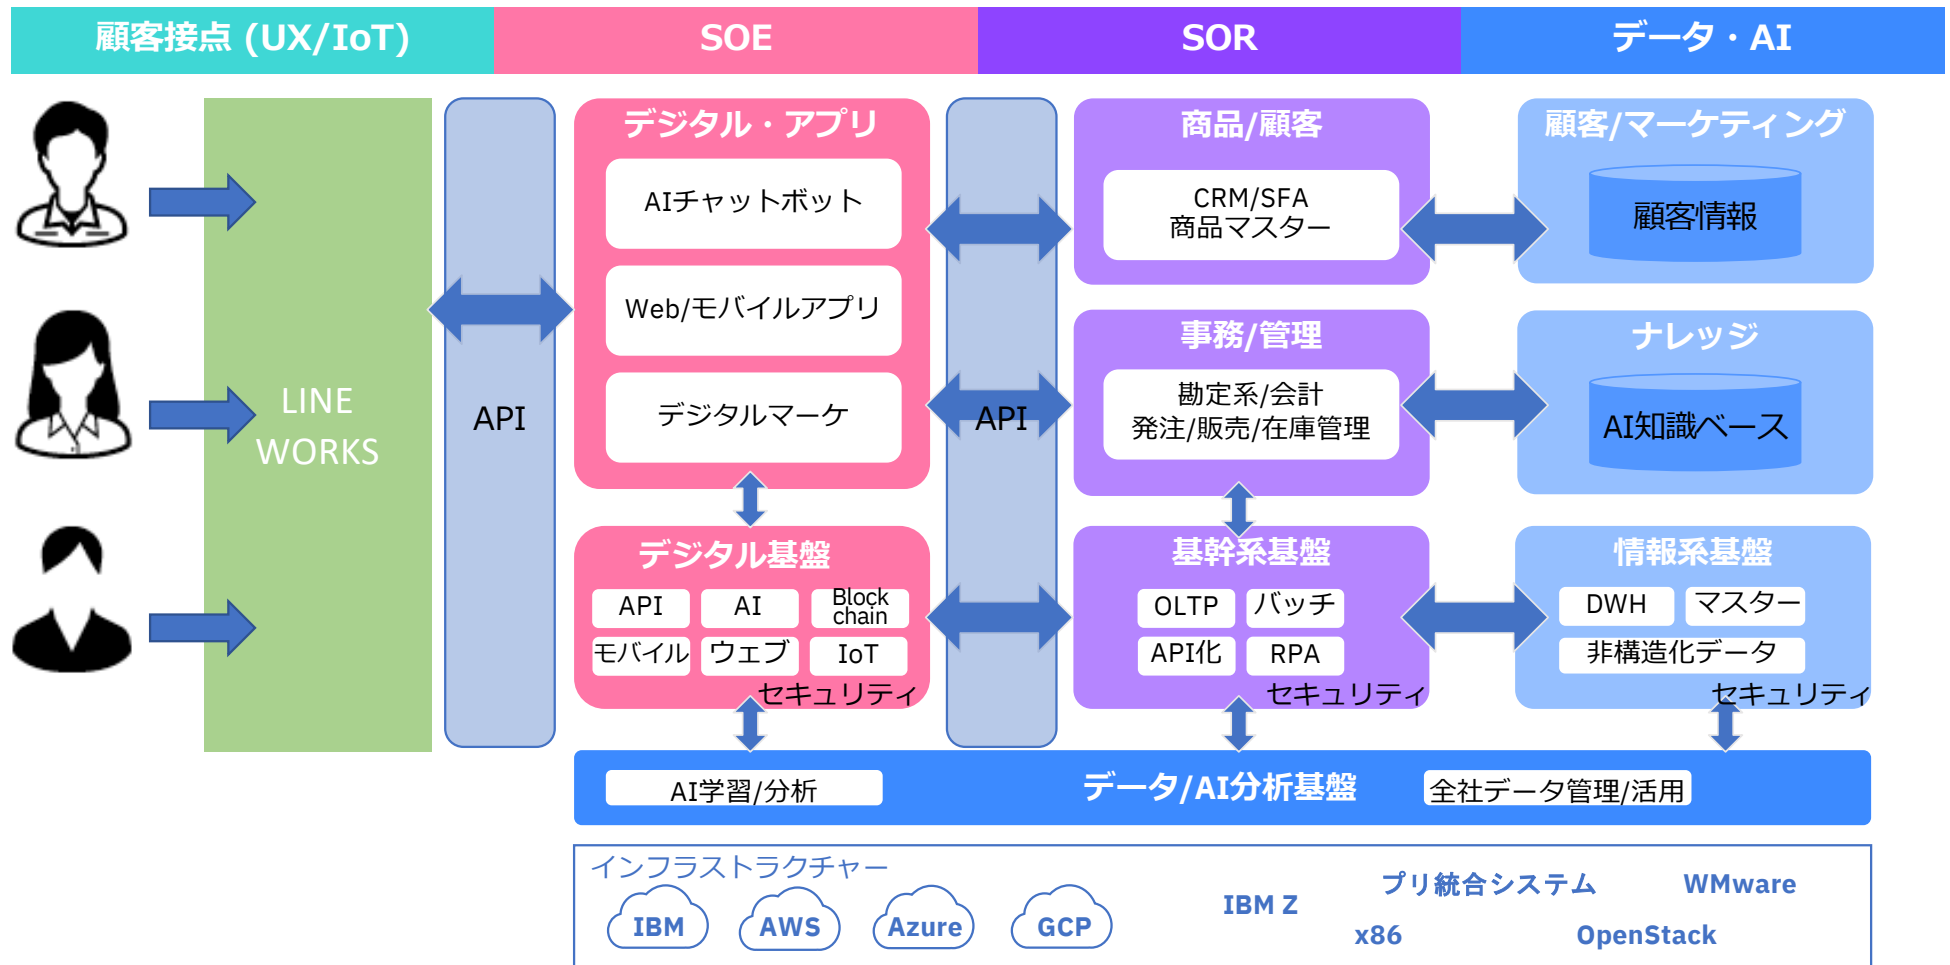 顧客接点 (UX/IoT)
SOE
SOR
データ・AI
LINE
WORKS
API
デジタル・アプリ
AIチャットボット
Web/モバイルアプリ
デジタルマーケ
デジタル基盤
API
AI
Block
chain
モバイル
ウェブ
IoT
セキュリティ
API
商品/顧客
CRM/SFA
商品マスター
事務/管理
勘定系/会計
発注/販売/在庫管理
基幹系基盤
OLTP
バッチ
API化
RPA
セキュリティ
顧客/マーケティング
顧客情報
ナレッジ
AI知識ベース
情報系基盤
DWH
マスター
非構造化データ
セキュリティ
AI学習/分析
データ/AI分析基盤
全社データ管理/活用
インフラストラクチャー
IBM
AWS
Azure
GCP
IBM Z
プリ統合システム
WMware
x86
OpenStack